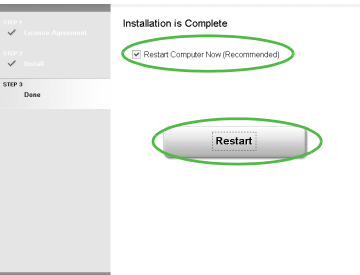 STEP 1
License Agreement
STEP 2
Install
STEP 3
Done
Installation is Complete
Restart Computer Now (Recommended)
Restart